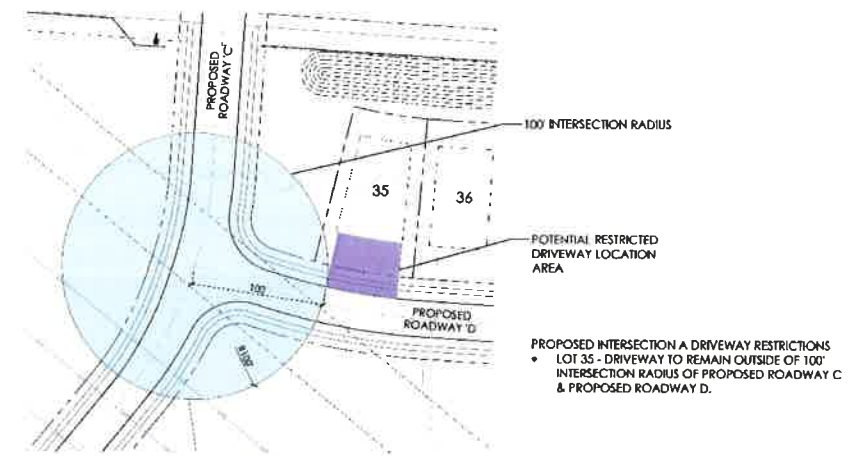 PROPOSED
ROADWAY 'C'
100' INTERSECTION RADIUS
35
36
POTENTIAL RESTRICTED
DRIVEWAY LOCATION
AREA
100'
PROPOSED
ROADWAY 'D'
R100'
PROPOSED INTERSECTION A DRIVEWAY RESTRICTIONS
• LOT 35 - DRIVEWAY TO REMAIN OUTSIDE OF 100'
INTERSECTION RADIUS OF PROPOSED ROADWAY C
& PROPOSED ROADWAY D.